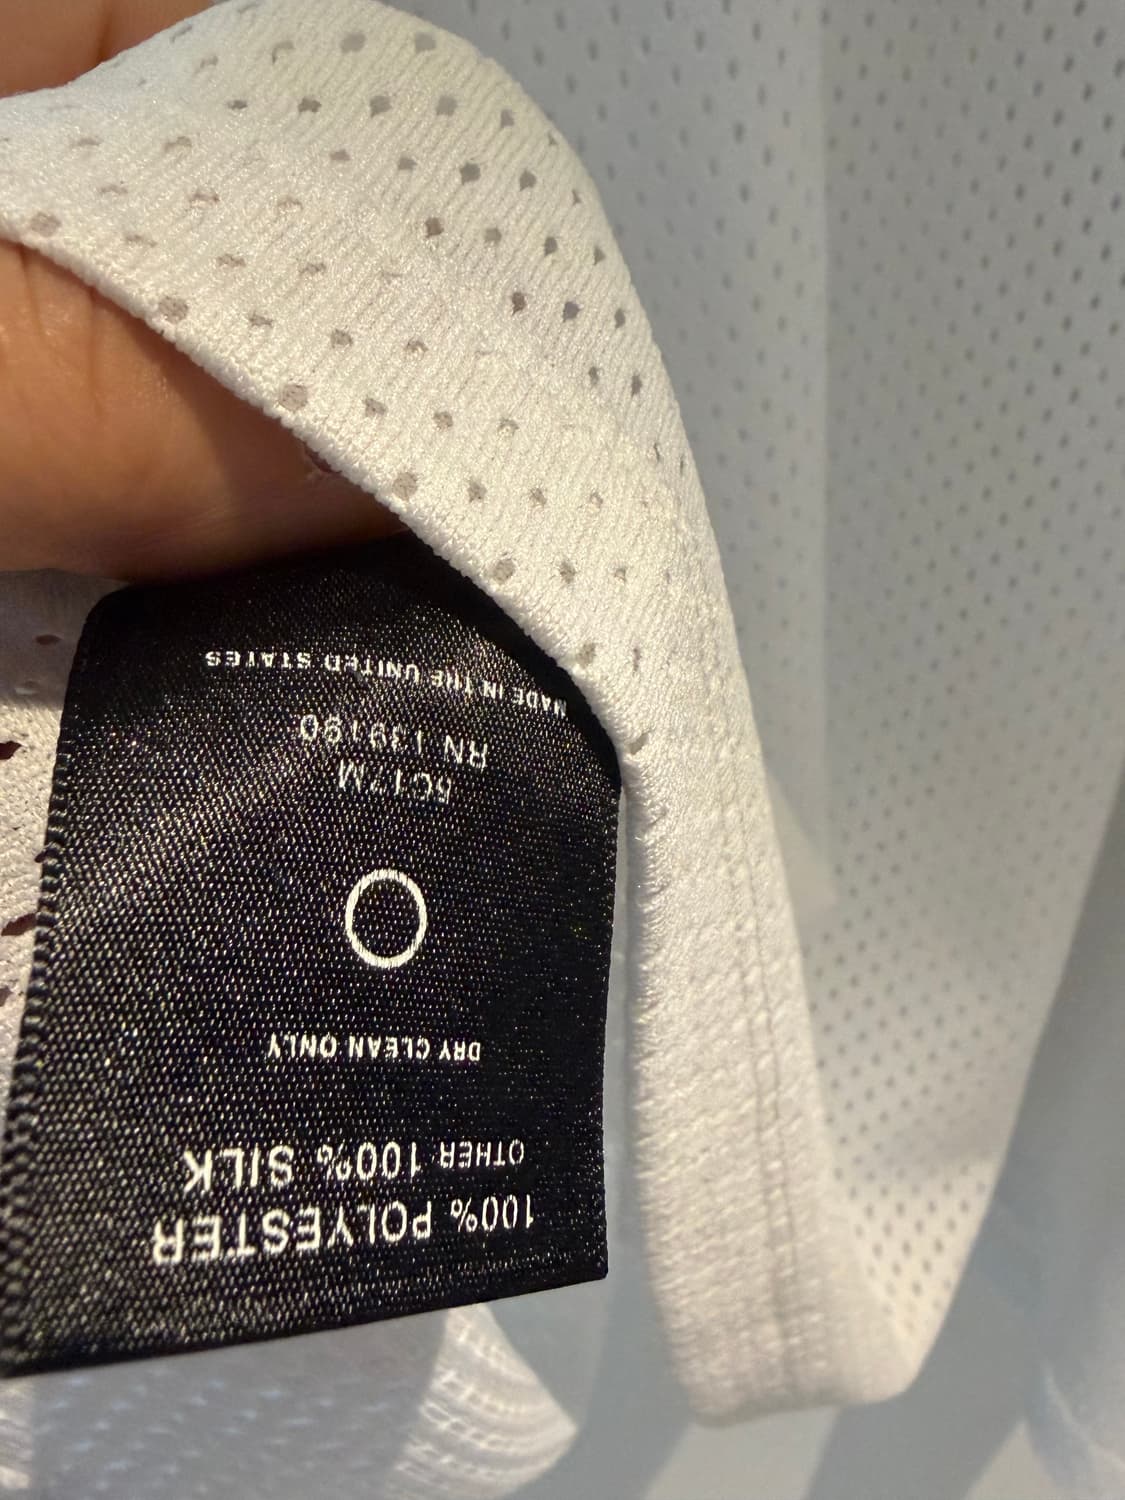 100% POLYESTER
OTHER 100% SILK
DRY CLEAN ONLY
5C17M
RN 139190
MADE IN THE UNITED STATES